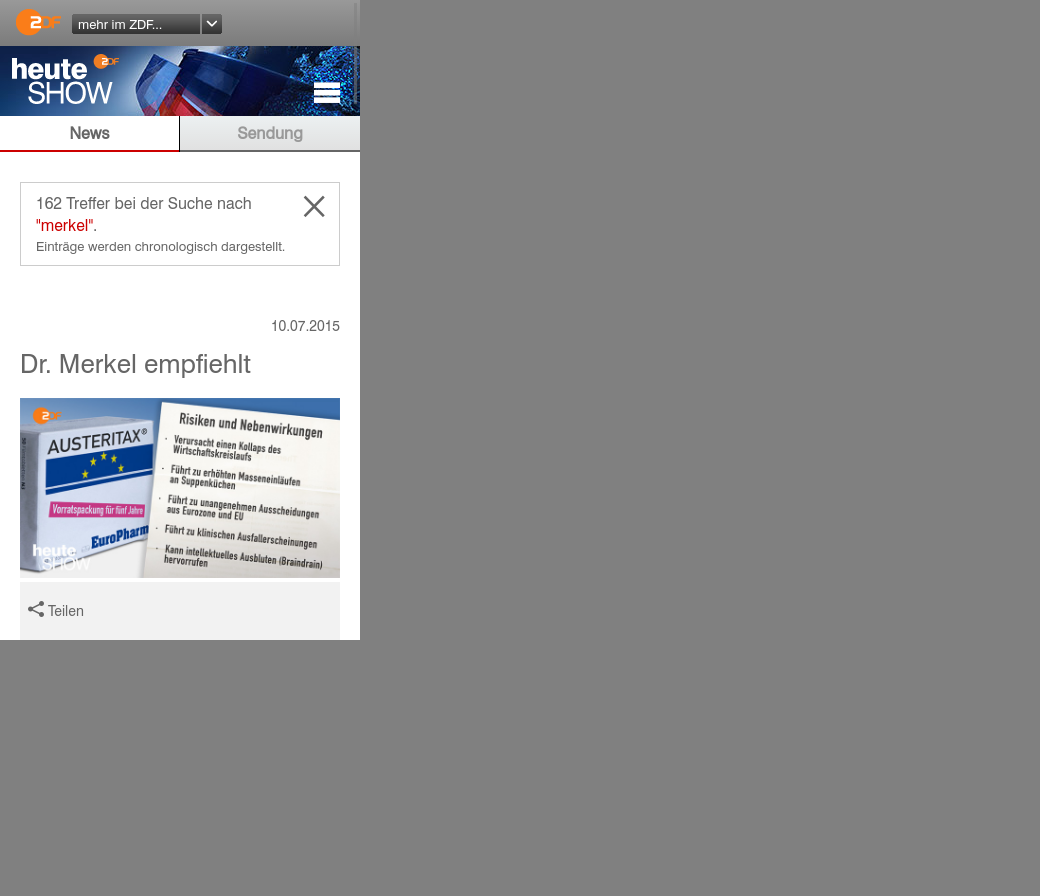 ZDF
mehr im ZDF...
heute ZDF
SHOW
News
Sendung
162 Treffer bei der Suche nach
"merkel".
Einträge werden chronologisch dargestellt.
10.07.2015
Dr. Merkel empfiehlt
ZDF
AUSTERITAX®
Vorratspackung für fünf Jahre
EuroPharm
heute
SHOW
Risiken und Nebenwirkungen
· Verursacht einen Kollaps des
Wirtschaftskreislaufs
· Führt zu erhöhten Masseneinläufen
an Suppenküchen
· Führt zu unangenehmen Ausscheidungen
aus Eurozone und EU
· Führt zu klinischen Ausfallerscheinungen
· Kann intellektuelles Ausbluten (Braindrain)
hervorrufen
Teilen